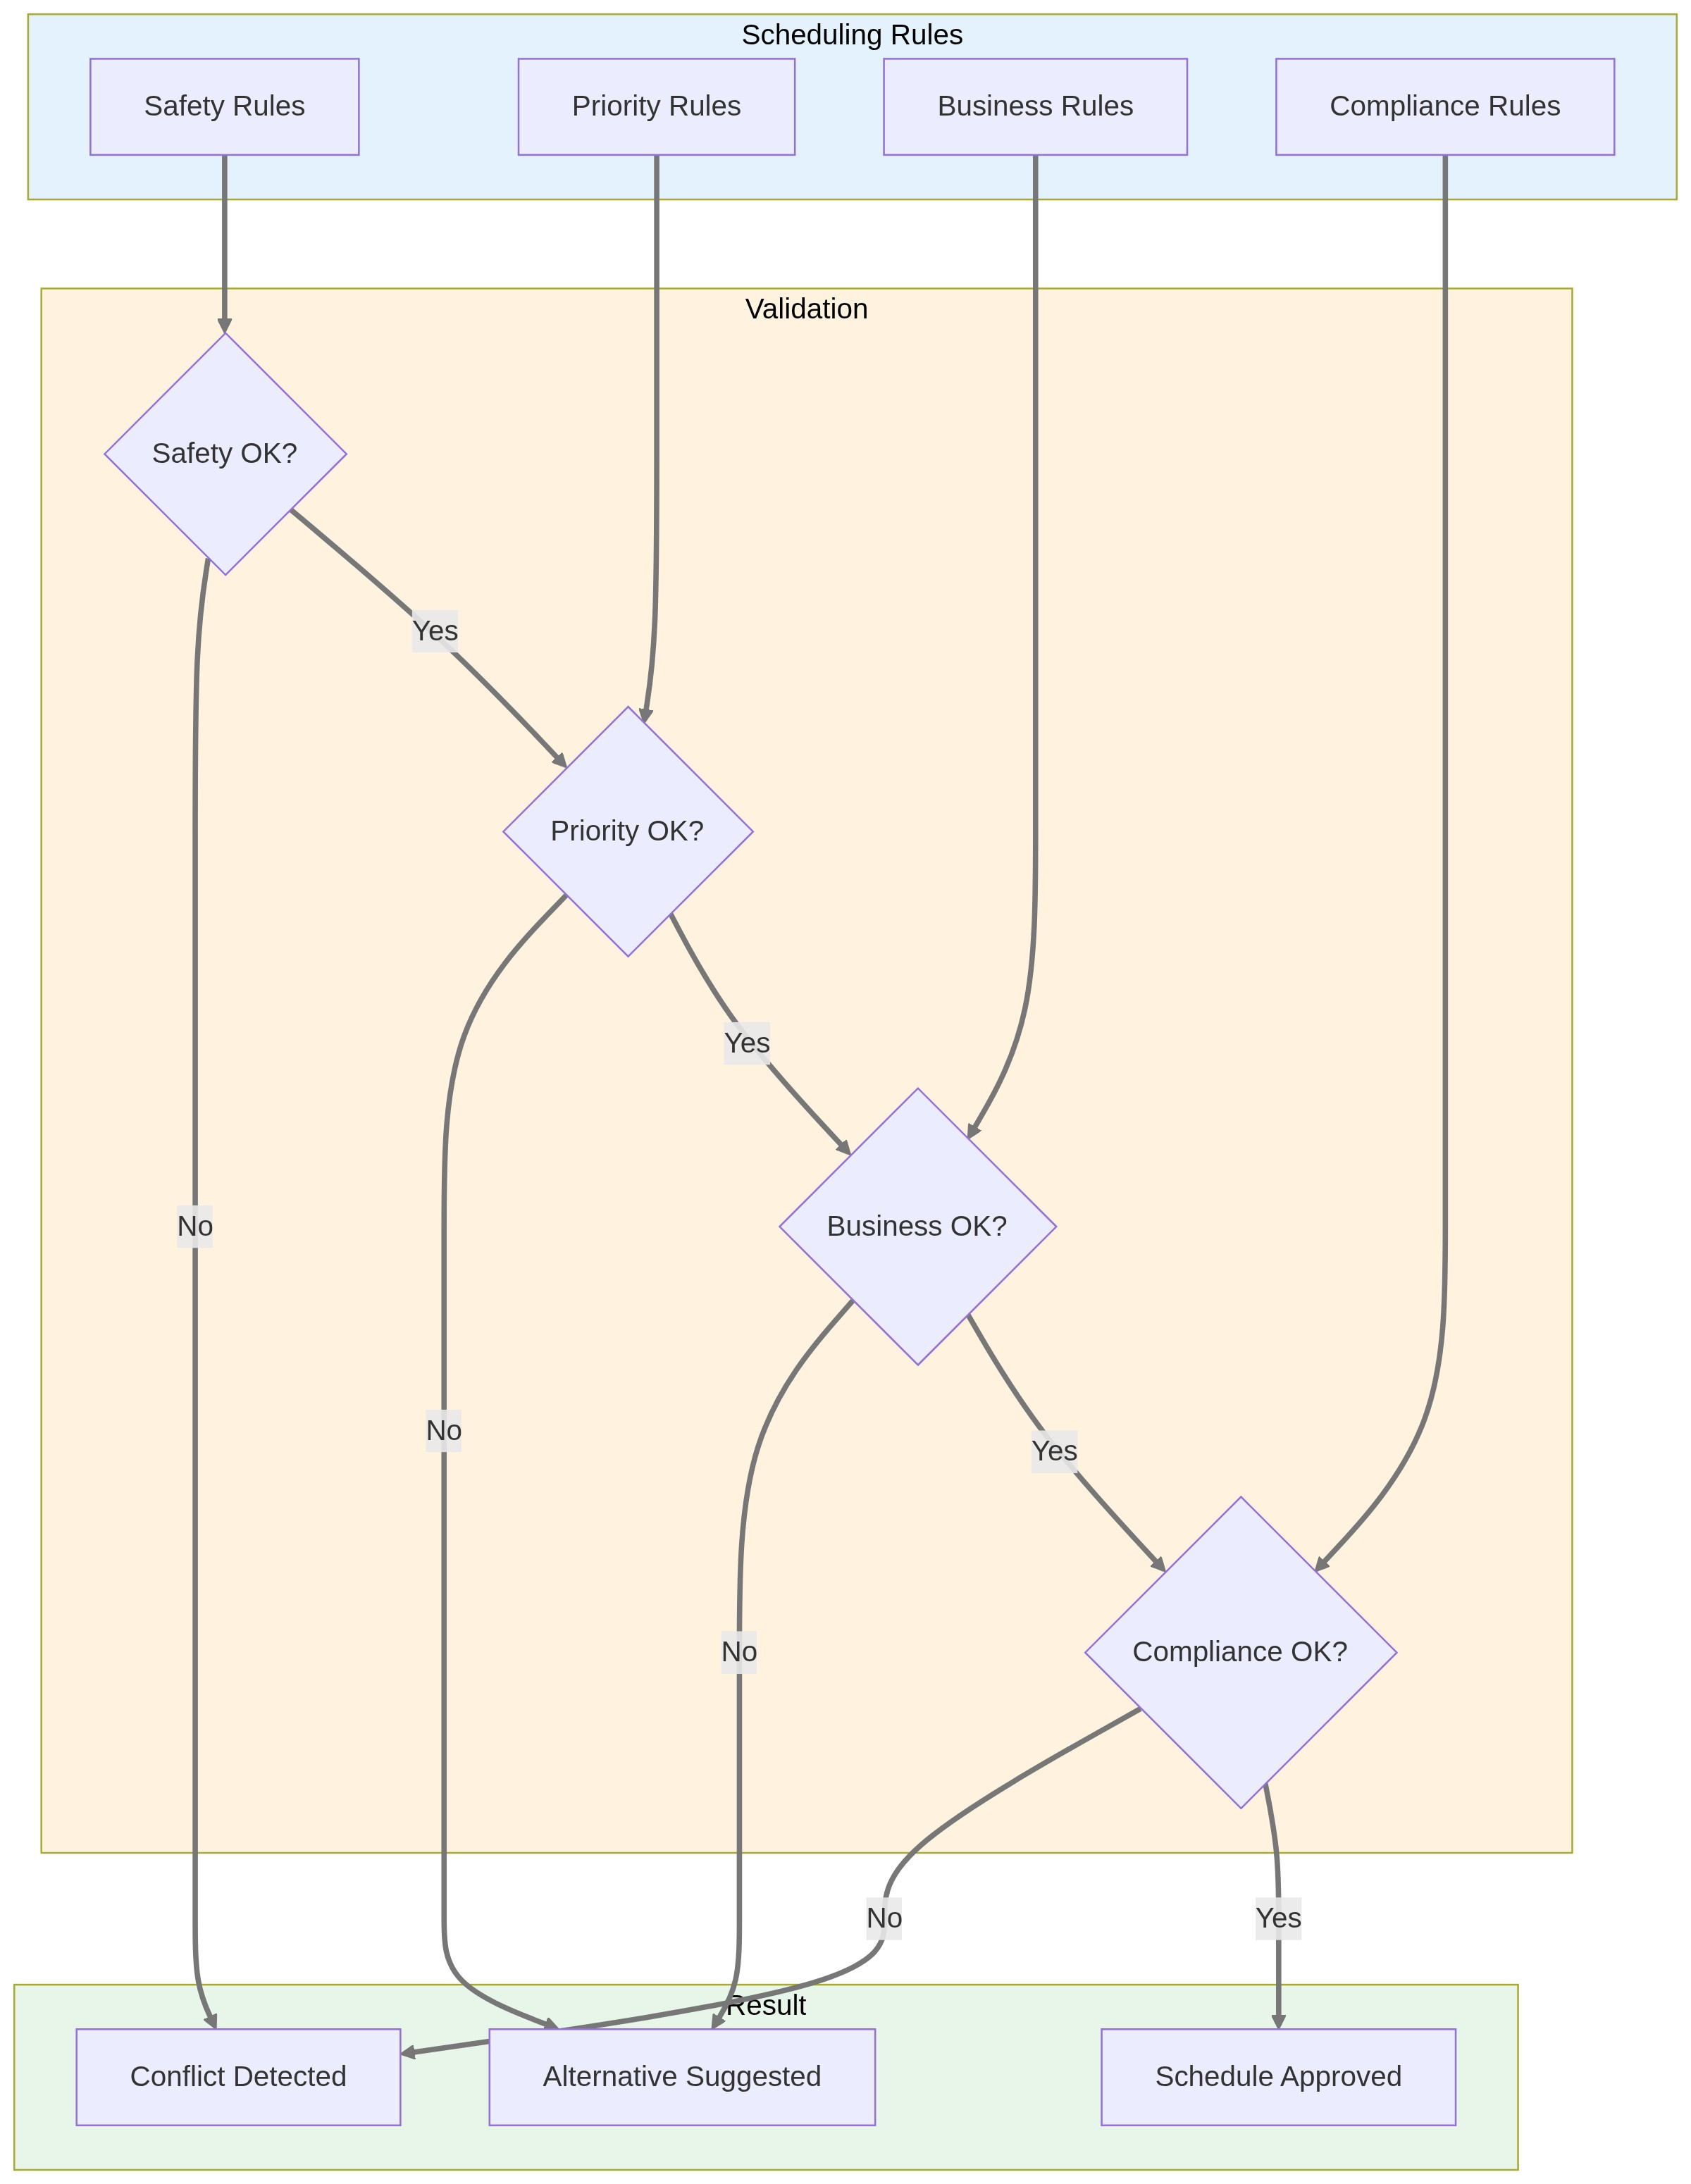 Scheduling Rules
Safety Rules
Priority Rules
Business Rules
Compliance Rules
Validation
Safety OK?
Yes
Priority OK?
Yes
Business OK?
No
No
Yes
No
Compliance OK?
No
Yes
Result
Conflict Detected
Alternative Suggested
Schedule Approved